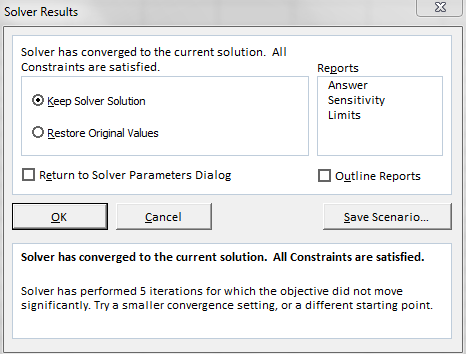 Solver Results
Solver has converged to the current solution. All
Constraints are satisfied.
Reports
Answer
Sensitivity
Limits
Keep Solver Solution
Restore Original Values
Return to Solver Parameters Dialog
Outline Reports
OK
Cancel
Save Scenario...
Solver has converged to the current solution. All Constraints are satisfied.
Solver has performed 5 iterations for which the objective did not move
significantly. Try a smaller convergence setting, or a different starting point.